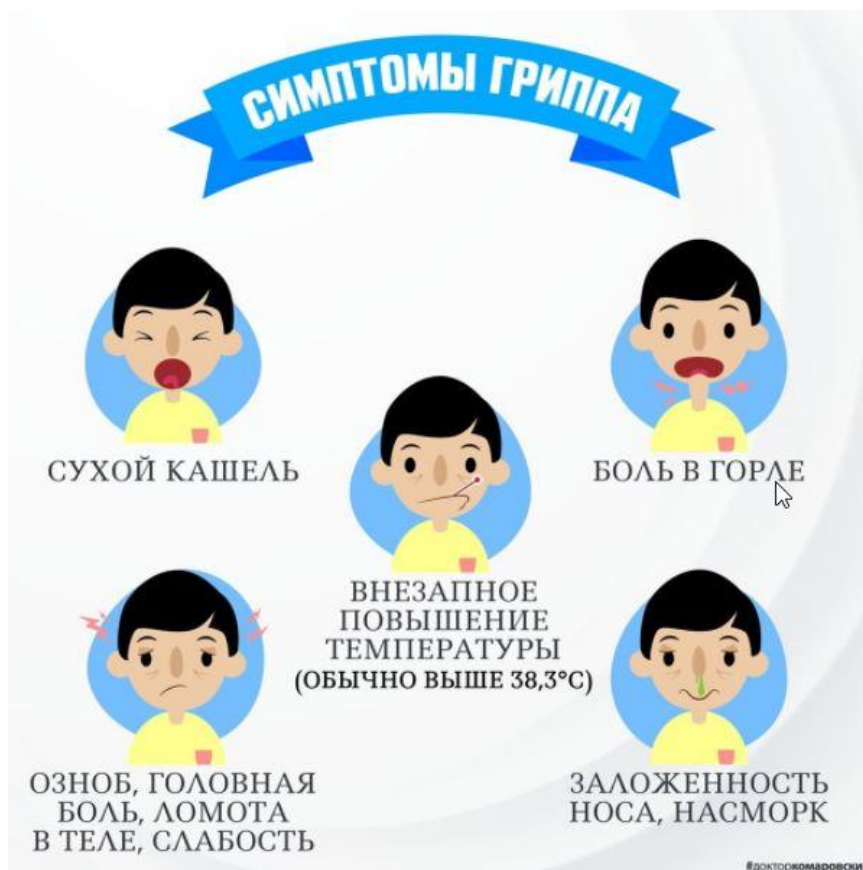 СИМПТОМЫ ГРИППА
СУХОЙ КАШЕЛЬ
БОЛЬ В ГОРЛЕ
ВНЕЗАПНОЕ
ПОВЫШЕНИЕ
ТЕМПЕРАТУРЫ
(ОБЫЧНО ВЫШЕ 38,3°С)
ОЗНОБ, ГОЛОВНАЯ
БОЛЬ, ЛОМОТА
В ТЕЛЕ, СЛАБОСТЬ
ЗАЛОЖЕННОСТЬ
НОСА, НАСМОРК
#докторкомаровски